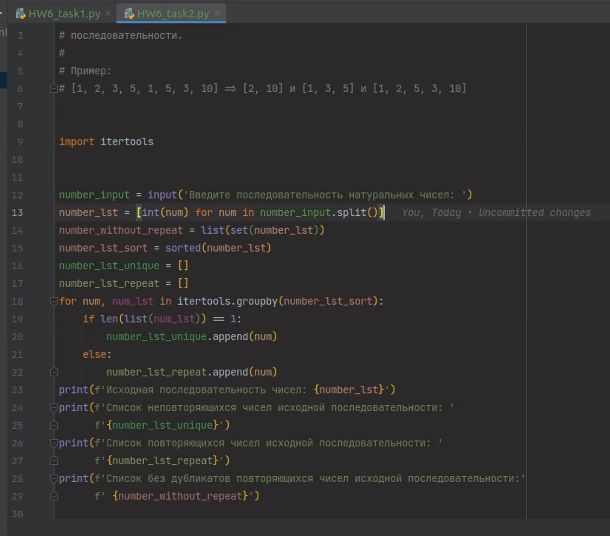 HW6_task1.py × HW6_task2.py ×
3 # последовательности.
4 #
5 # Пример:
6 # [1, 2, 3, 5, 1, 5, 3, 10] => [2, 10] и [1, 3, 5] и [1, 2, 5, 3, 10]
7
8
9 import itertools
10
11
12 number_input = input('Введите последовательность натуральных чисел: ')
13 number_lst = [int(num) for num in number_input.split()] You, Today • Uncommitted changes
14 number_without_repeat = list(set(number_lst))
15 number_lst_sort = sorted(number_lst)
16 number_lst_unique = []
17 number_lst_repeat = []
18 for num, num_lst in itertools.groupby(number_lst_sort):
19 if len(list(num_lst)) == 1:
20 number_lst_unique.append(num)
21 else:
22 number_lst_repeat.append(num)
23 print(f'Исходная последовательность чисел: {number_lst}')
24 print(f'Список неповторяющихся чисел исходной последовательности: '
25 f'{number_lst_unique}')
26 print(f'Список повторяющихся чисел исходной последовательности: '
27 f'{number_lst_repeat}')
28 print(f'Список без дубликатов повторяющихся чисел исходной последовательности:'
29 f' {number_without_repeat}')
30